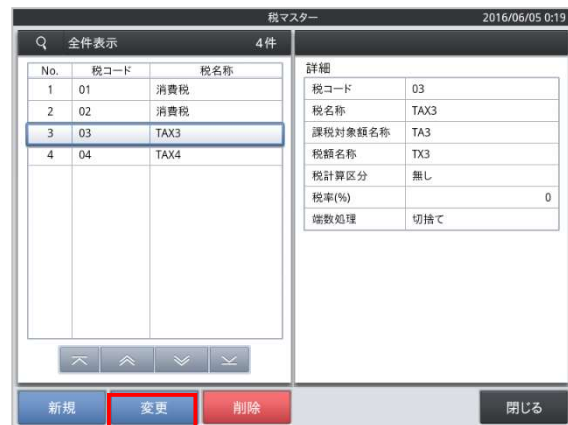 税マスター 2016/06/05 0:19
全件表示 4件
No. 税コード 税名称
1 01 消費税
2 02 消費税
3 03 TAX3
4 04 TAX4
詳細
税コード 03
税名称 TAX3
課税対象額名称 TA3
税額名称 TX3
税計算区分 無し
税率(%) 0
端数処理 切捨て
新規 変更 削除 閉じる